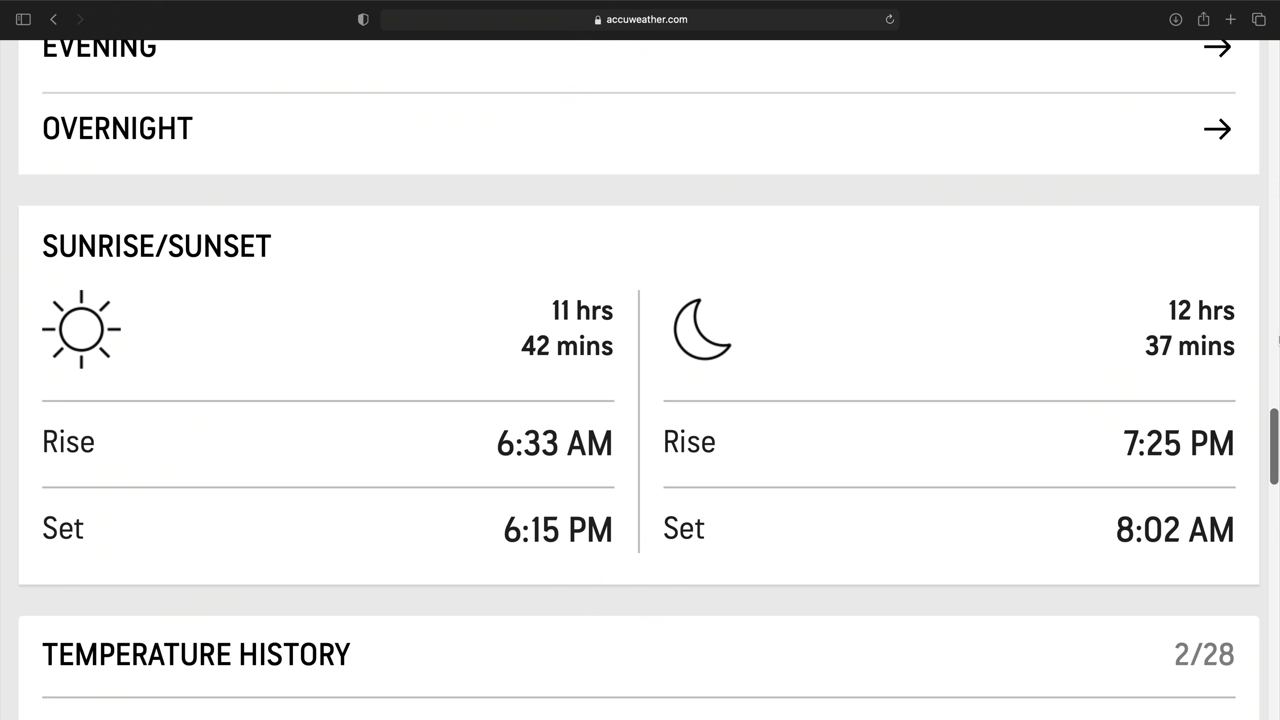 accuweather.com
EVENING
OVERNIGHT
SUNRISE/SUNSET
11 hrs
42 mins
12 hrs
37 mins
Rise 6:33 AM
Rise 7:25 PM
Set 6:15 PM
Set 8:02 AM
TEMPERATURE HISTORY 2/28